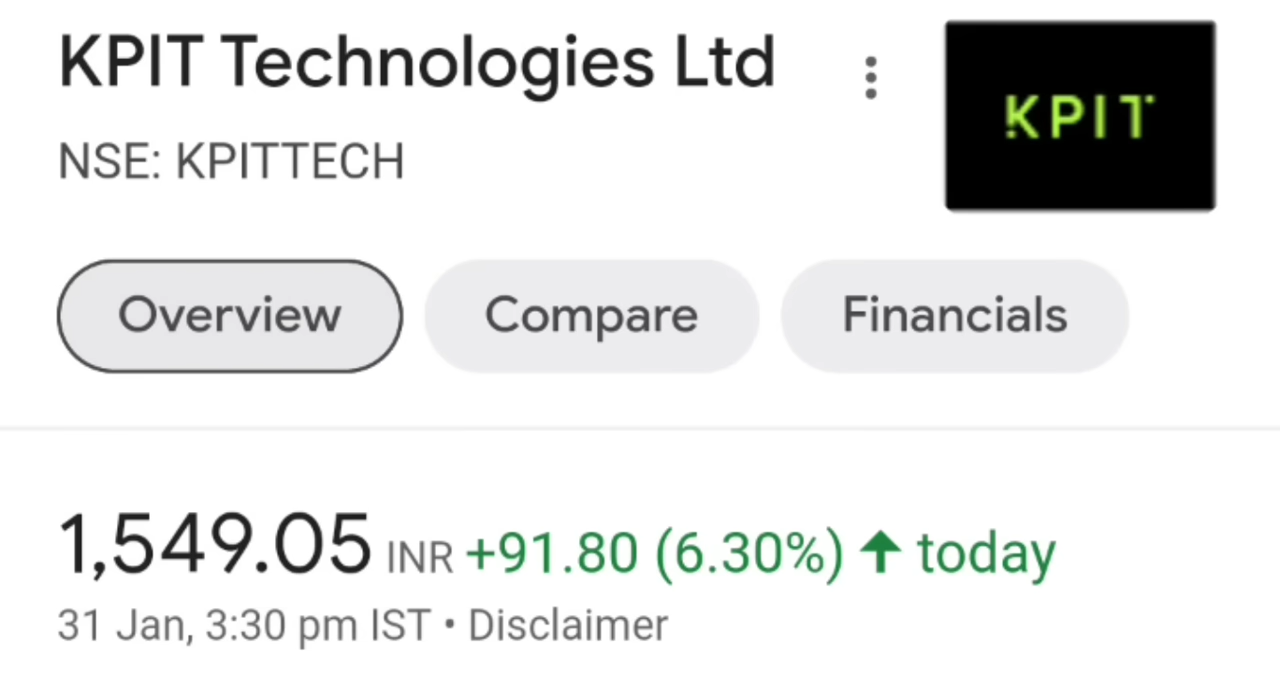 KPIT Technologies Ltd
KPIT
NSE: KPITTECH
Overview Compare Financials
1,549.05 INR +91.80 (6.30%) ↑ today
31 Jan, 3:30 pm IST • Disclaimer